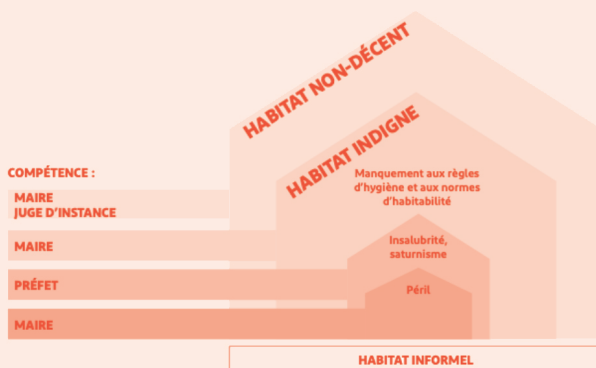 HABITAT NON-DÉCENT
HABITAT INDIGNE
Manquement aux règles
d'hygiène et aux normes
d'habitabilité
Insalubrité,
saturnisme
Péril
COMPÉTENCE :
MAIRE
JUGE D'INSTANCE
MAIRE
PRÉFET
MAIRE
HABITAT INFORMEL